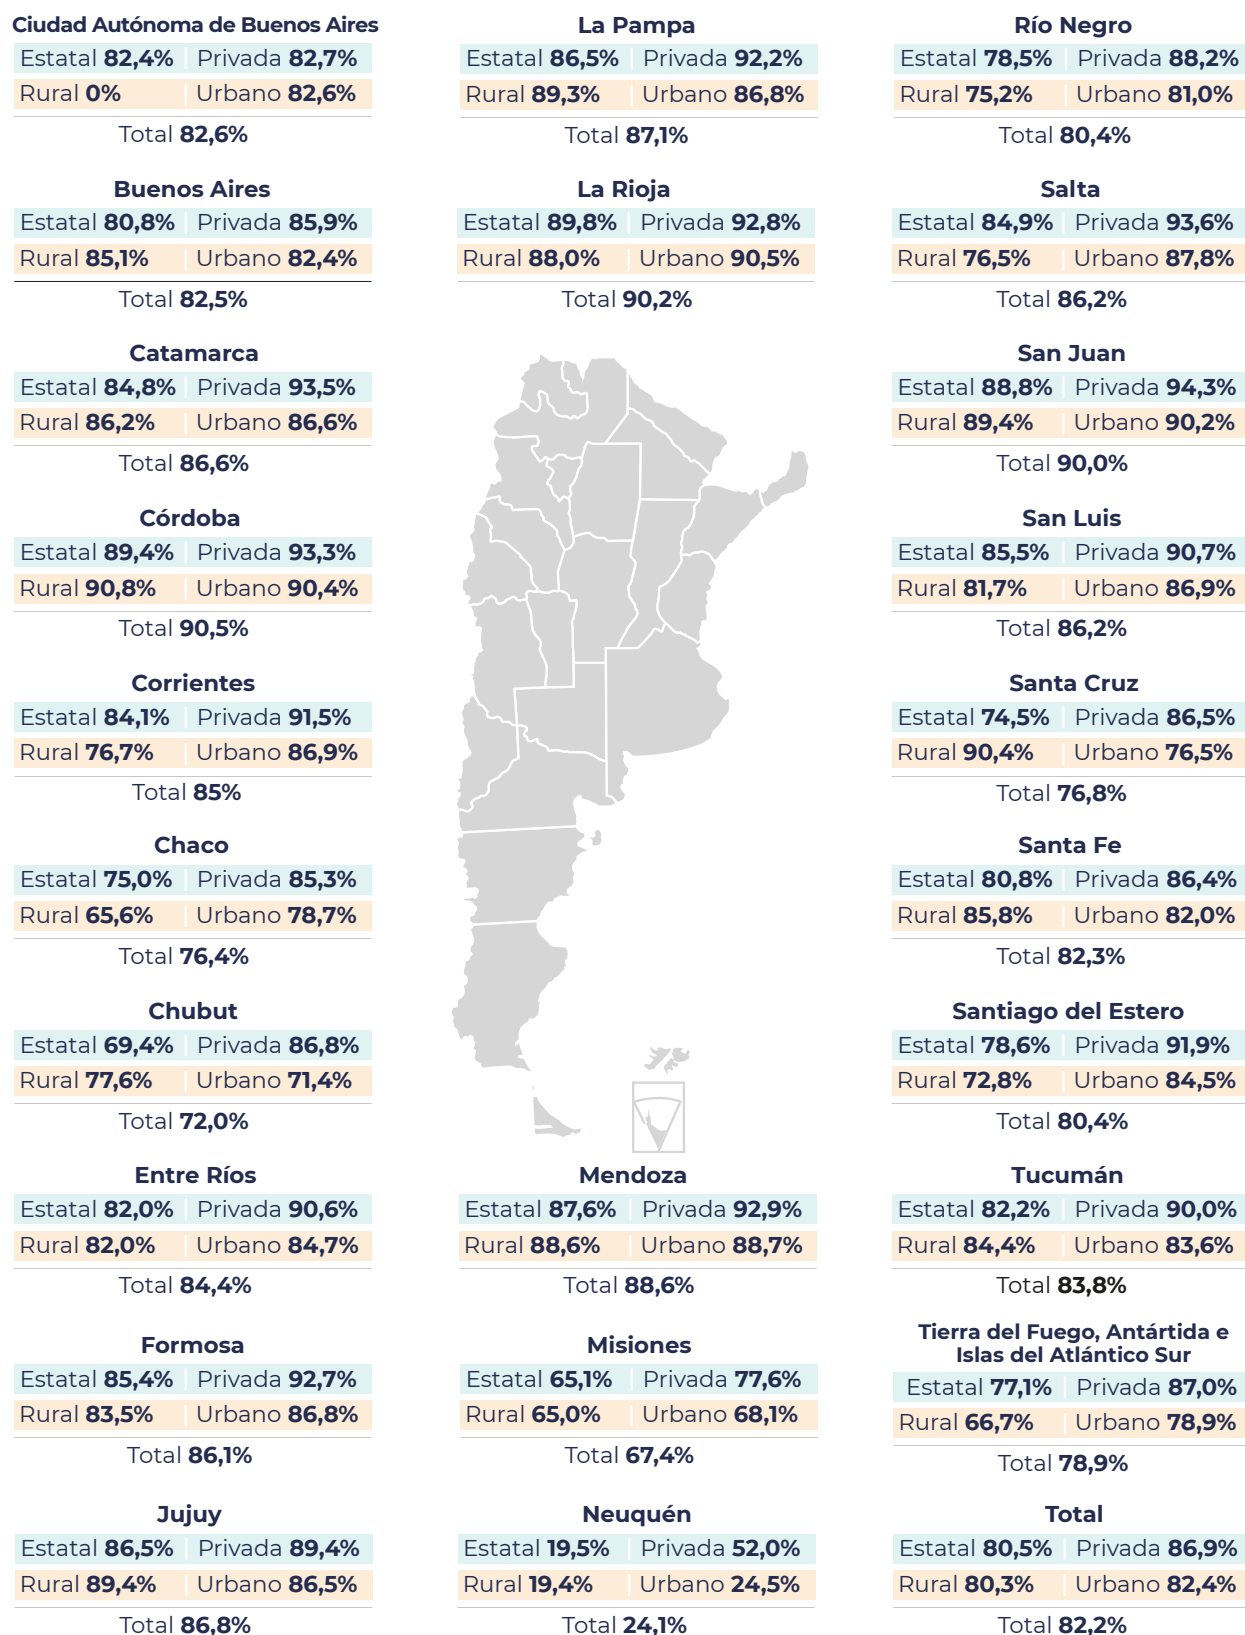 Ciudad Autónoma de Buenos Aires
Estatal 82,4% Privada 82,7%
Rural 0% Urbano 82,6%
Total 82,6%
Buenos Aires
Estatal 80,8% Privada 85,9%
Rural 85,1% Urbano 82,4%
Total 82,5%
Catamarca
Estatal 84,8% Privada 93,5%
Rural 86,2% Urbano 86,6%
Total 86,6%
Córdoba
Estatal 89,4% Privada 93,3%
Rural 90,8% Urbano 90,4%
Total 90,5%
Corrientes
Estatal 84,1% Privada 91,5%
Rural 76,7% Urbano 86,9%
Total 85%
Chaco
Estatal 75,0% Privada 85,3%
Rural 65,6% Urbano 78,7%
Total 76,4%
Chubut
Estatal 69,4% Privada 86,8%
Rural 77,6% Urbano 71,4%
Total 72,0%
Entre Ríos
Estatal 82,0% Privada 90,6%
Rural 82,0% Urbano 84,7%
Total 84,4%
Formosa
Estatal 85,4% Privada 92,7%
Rural 83,5% Urbano 86,8%
Total 86,1%
Jujuy
Estatal 86,5% Privada 89,4%
Rural 89,4% Urbano 86,5%
Total 86,8%
La Pampa
Estatal 86,5% Privada 92,2%
Rural 89,3% Urbano 86,8%
Total 87,1%
La Rioja
Estatal 89,8% Privada 92,8%
Rural 88,0% Urbano 90,5%
Total 90,2%
Mendoza
Estatal 87,6% Privada 92,9%
Rural 88,6% Urbano 88,7%
Total 88,6%
Misiones
Estatal 65,1% Privada 77,6%
Rural 65,0% Urbano 68,1%
Total 67,4%
Neuquén
Estatal 19,5% Privada 52,0%
Rural 19,4% Urbano 24,5%
Total 24,1%
Río Negro
Estatal 78,5% Privada 88,2%
Rural 75,2% Urbano 81,0%
Total 80,4%
Salta
Estatal 84,9% Privada 93,6%
Rural 76,5% Urbano 87,8%
Total 86,2%
San Juan
Estatal 88,8% Privada 94,3%
Rural 89,4% Urbano 90,2%
Total 90,0%
San Luis
Estatal 85,5% Privada 90,7%
Rural 81,7% Urbano 86,9%
Total 86,2%
Santa Cruz
Estatal 74,5% Privada 86,5%
Rural 90,4% Urbano 76,5%
Total 76,8%
Santa Fe
Estatal 80,8% Privada 86,4%
Rural 85,8% Urbano 82,0%
Total 82,3%
Santiago del Estero
Estatal 78,6% Privada 91,9%
Rural 72,8% Urbano 84,5%
Total 80,4%
Tucumán
Estatal 82,2% Privada 90,0%
Rural 84,4% Urbano 83,6%
Total 83,8%
Tierra del Fuego, Antártida e
Islas del Atlántico Sur
Estatal 77,1% Privada 87,0%
Rural 66,7% Urbano 78,9%
Total 78,9%
Total
Estatal 80,5% Privada 86,9%
Rural 80,3% Urbano 82,4%
Total 82,2%